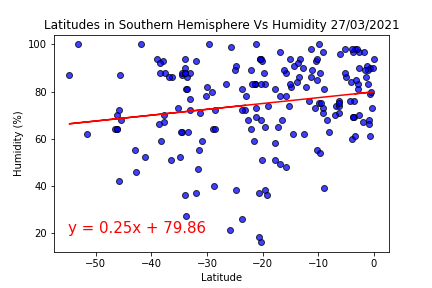 Latitudes in Southern Hemisphere Vs Humidity 27/03/2021
Humidity (%)
100
80
60
40
20
y = 0.25x + 79.86
−50
−40
−30
−20
−10
0
Latitude